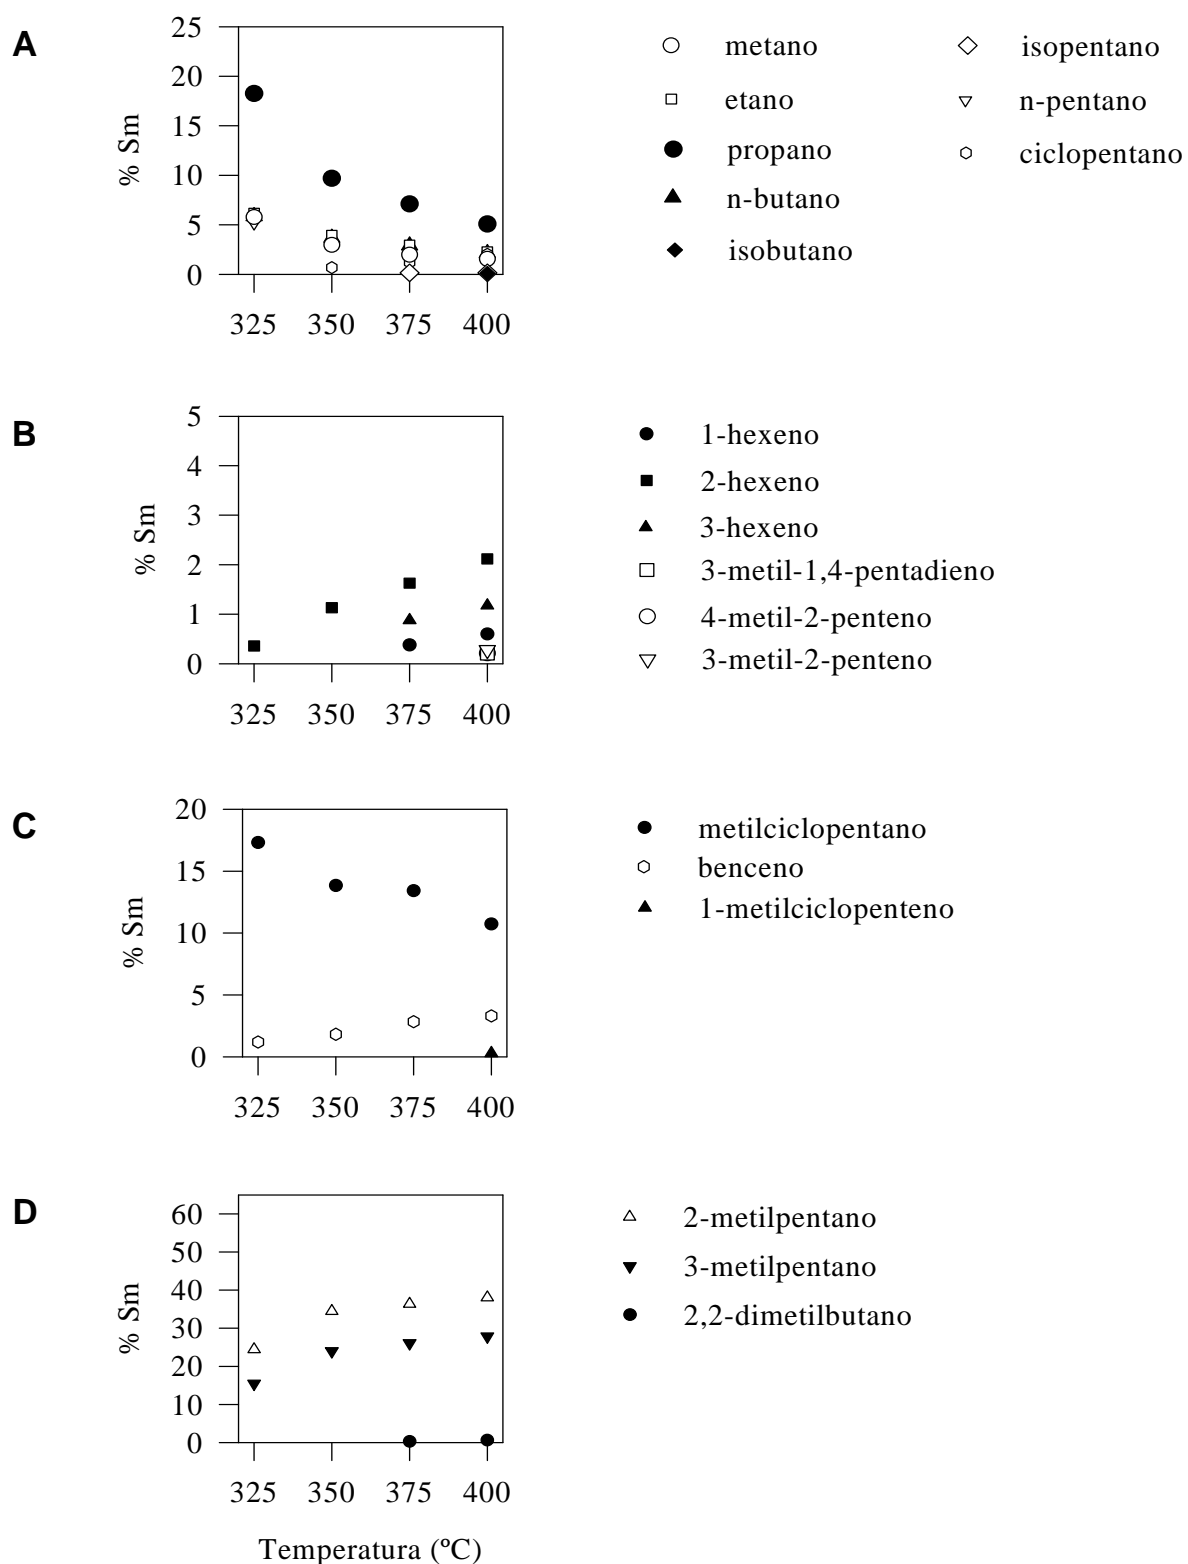 A
25
20
15
10
5
0
% Sm
325 350 375 400
metano
etano
propano
n-butano
isobutano
isopentano
n-pentano
ciclopentano
B
5
4
3
2
1
0
% Sm
325 350 375 400
1-hexeno
2-hexeno
3-hexeno
3-metil-1,4-pentadieno
4-metil-2-penteno
3-metil-2-penteno
C
20
15
10
5
0
% Sm
325 350 375 400
metilciclopentano
benceno
1-metilciclopenteno
D
60
50
40
30
20
10
0
% Sm
325 350 375 400
Temperatura (ºC)
2-metilpentano
3-metilpentano
2,2-dimetilbutano